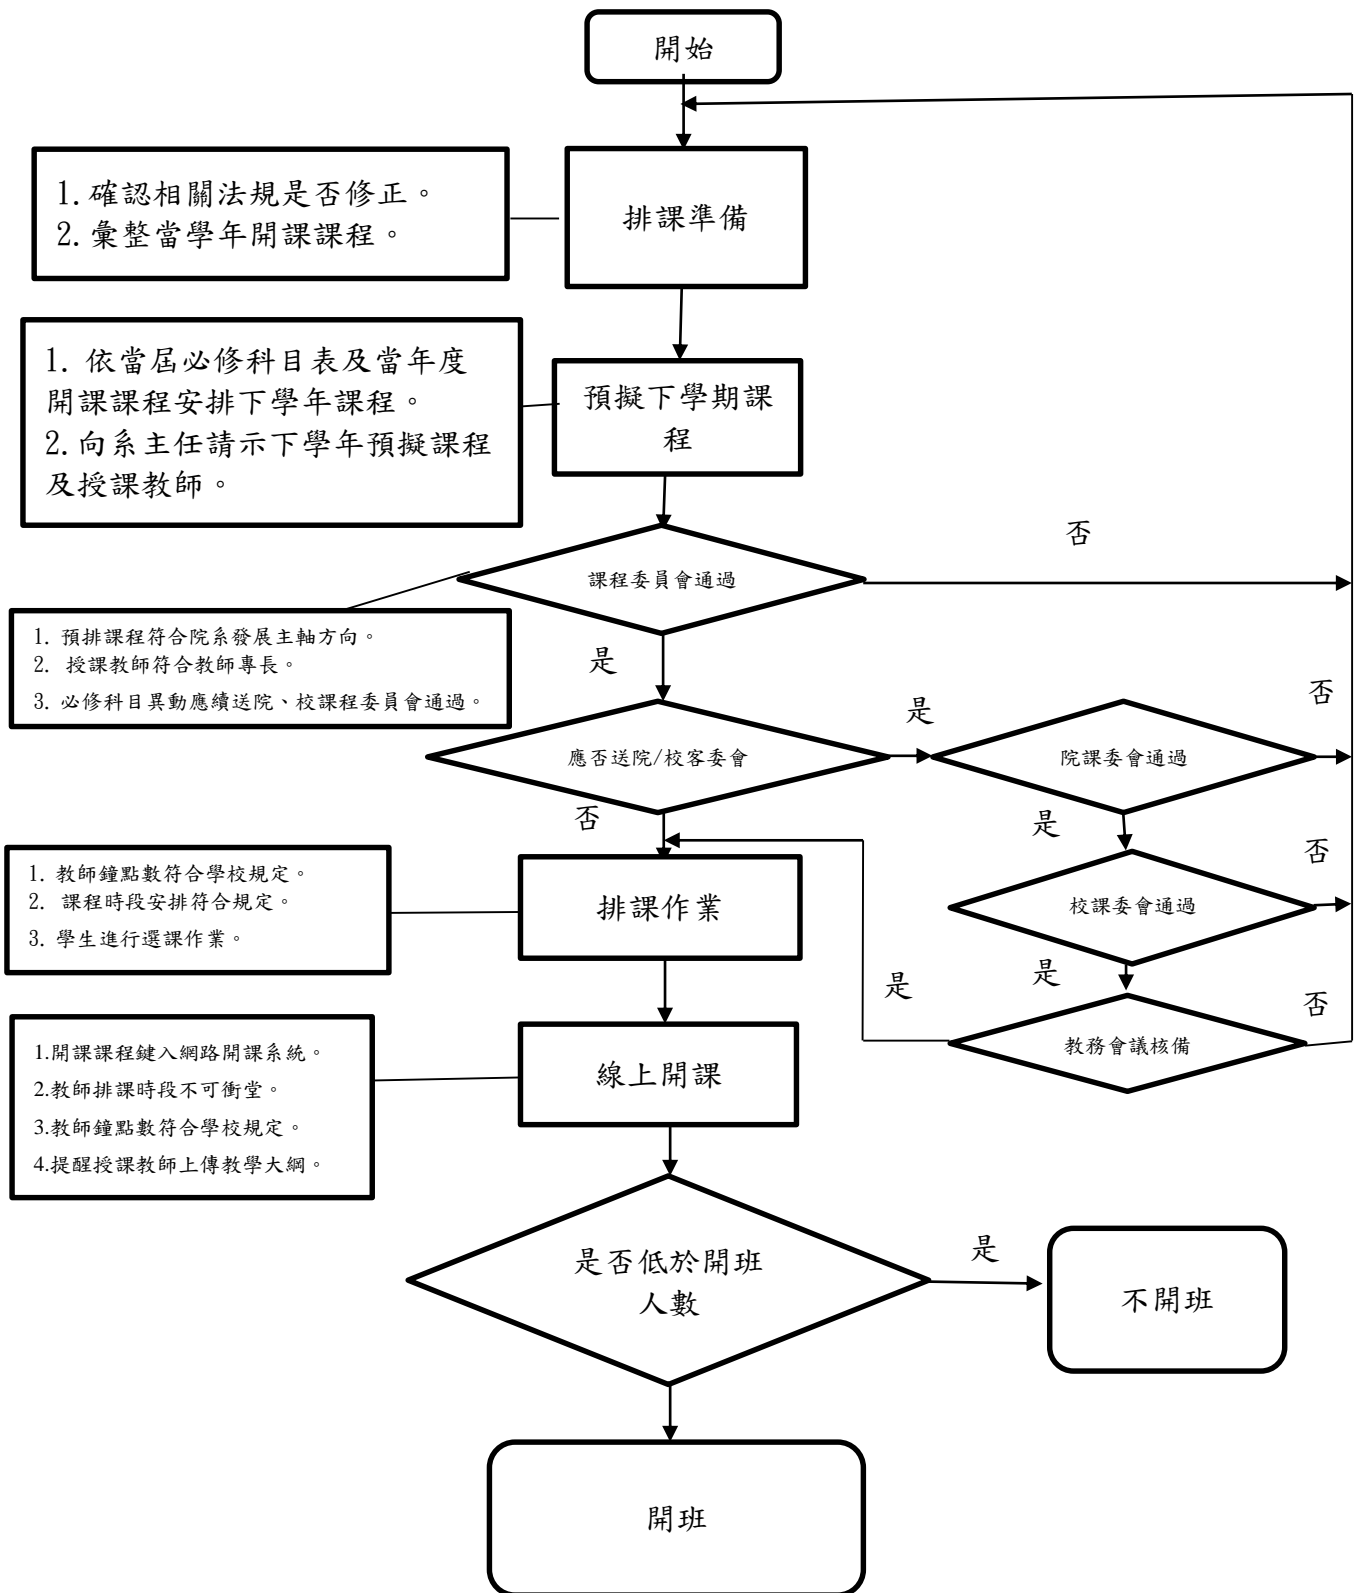 開始
1.確認相關法規是否修正。
2.彙整當學年開課課程。
排課準備
1. 依當屆必修科目表及當年度
開課課程安排下學年課程。
2.向系主任請示下學年預擬課程
及授課教師。
預擬下學期課
程
否
課程委員會通過
1. 預排課程符合院系發展主軸方向。
2. 授課教師符合教師專長。
3. 必修科目異動應續送院、校課程委員會通過。
是
應否送院/校客委會
是
院課委會通過
否
否
是
1. 教師鐘點數符合學校規定。
2. 課程時段安排符合規定。
3. 學生進行選課作業。
排課作業
校課委會通過
否
是
是
教務會議核備
否
1.開課課程鍵入網路開課系統。
2.教師排課時段不可衝堂。
3.教師鐘點數符合學校規定。
4.提醒授課教師上傳教學大綱。
線上開課
是否低於開班
人數
是
不開班
開班